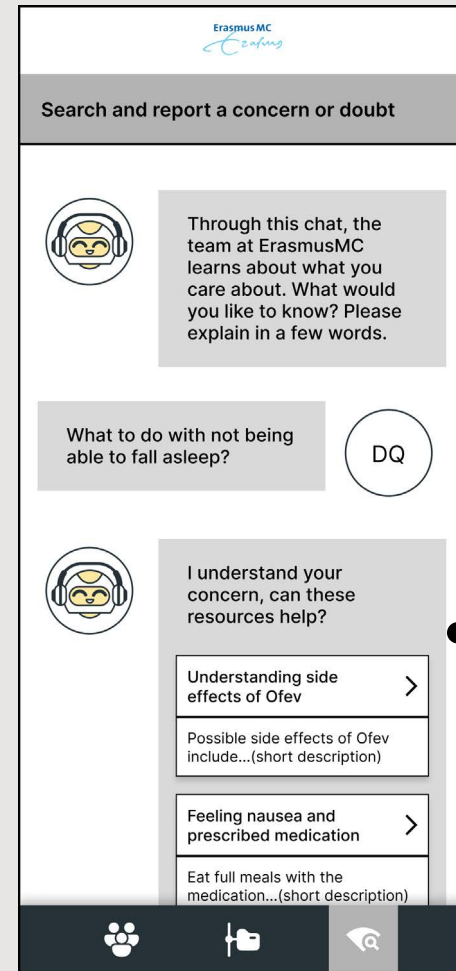 Erasmus MC
Erasmus
Search and report a concern or doubt
Through this chat, the
team at ErasmusMC
learns about what you
care about. What would
you like to know? Please
explain in a few words.
What to do with not being
able to fall asleep?
DQ
I understand your
concern, can these
resources help?
Understanding side
effects of Ofev
Possible side effects of Ofev
include...(short description)
Feeling nausea and
prescribed medication
Eat full meals with the
medication...(short description)